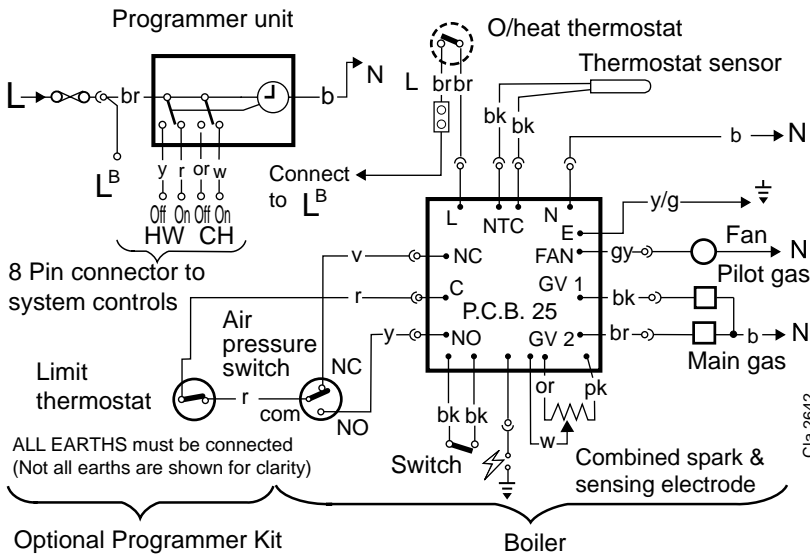 Programmer unit
O/heat thermostat
Thermostat sensor
L br b N
L br br
bk bk
b N
y r or w
Connect
to L B
L B
Off On Off On
HW CH
8 Pin connector to
system controls
L NTC N
E y/g
v NC FAN gy Fan N
Pilot gas
r C GV 1 bk
P.C.B. 25
y NO GV 2 br b N
Main gas
Air
pressure
switch
NC
Limit
thermostat
r com
NO
bk bk or pk
w
Switch
Combined spark &
sensing electrode
ALL EARTHS must be connected
(Not all earths are shown for clarity)
Optional Programmer Kit
Boiler
Cla 2642